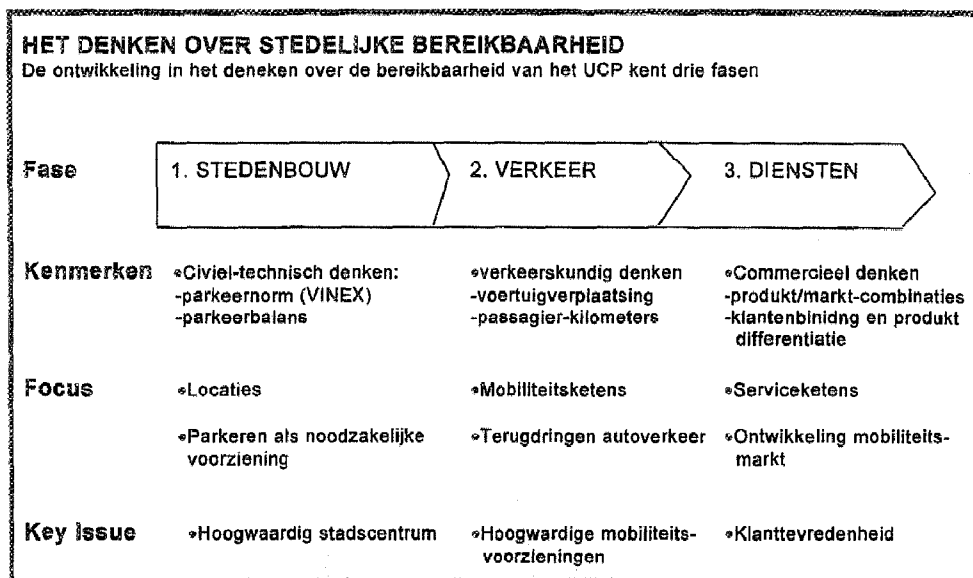 HET DENKEN OVER STEDELIJKE BEREIKBAARHEID
De ontwikkeling in het deneken over de bereikbaarheid van het UCP kent drie fasen
Fase 1. STEDENBOUW 2. VERKEER 3. DIENSTEN
Kenmerken •Civiel-technisch denken: •verkeerskundig denken •Commercieel denken
-parkeernorm (VINEX) -voertuigverplaatsing -produkt/markt-combinaties
-parkeerbalans -passagier-kilometers -klantenbinidng en produkt
differentiatie
Focus •Locaties •Mobiliteitsketens •Serviceketens
•Parkeren als noodzakelijke •Terugdringen autoverkeer •Ontwikkeling mobiliteits-
voorziening markt
Key Issue •Hoogwaardig stadscentrum •Hoogwardige mobiliteits- •Klanttevredenheid
voorzieningen